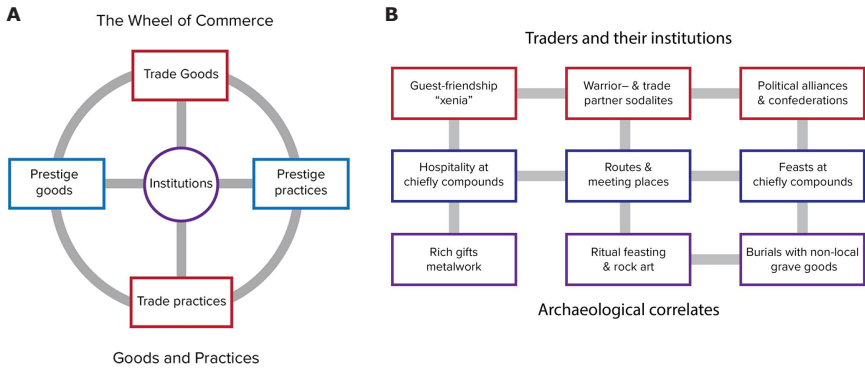 A
The Wheel of Commerce
Trade Goods
Prestige
goods
Institutions
Prestige
practices
Trade practices
Goods and Practices
B
Traders and their institutions
Guest-friendship
“xenia”
Warrior– & trade
partner sodalites
Political alliances
& confederations
Hospitality at
chiefly compounds
Routes &
meeting places
Feasts at
chiefly compounds
Rich gifts
metalwork
Ritual feasting
& rock art
Burials with non-local
grave goods
Archaeological correlates